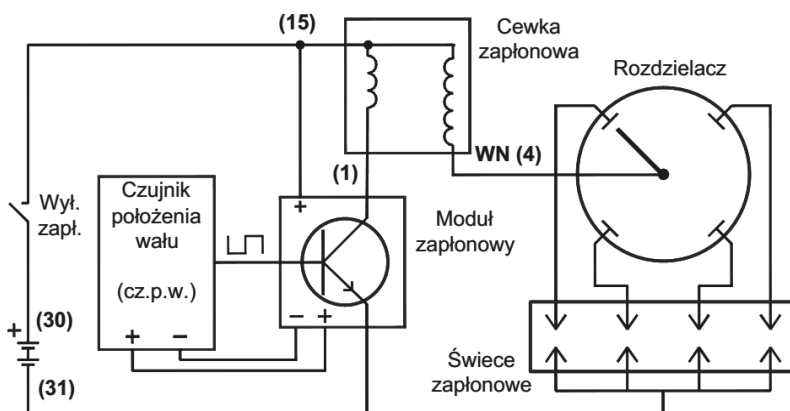 (15)
Cewka
zapłonowa
Rozdzielacz
WN (4)
(1)
Wył.
zapł.
Czujnik
położenia
wału
(cz.p.w.)
+ −
+
− +
Moduł
zapłonowy
+
(30)
(31)
Świece
zapłonowe